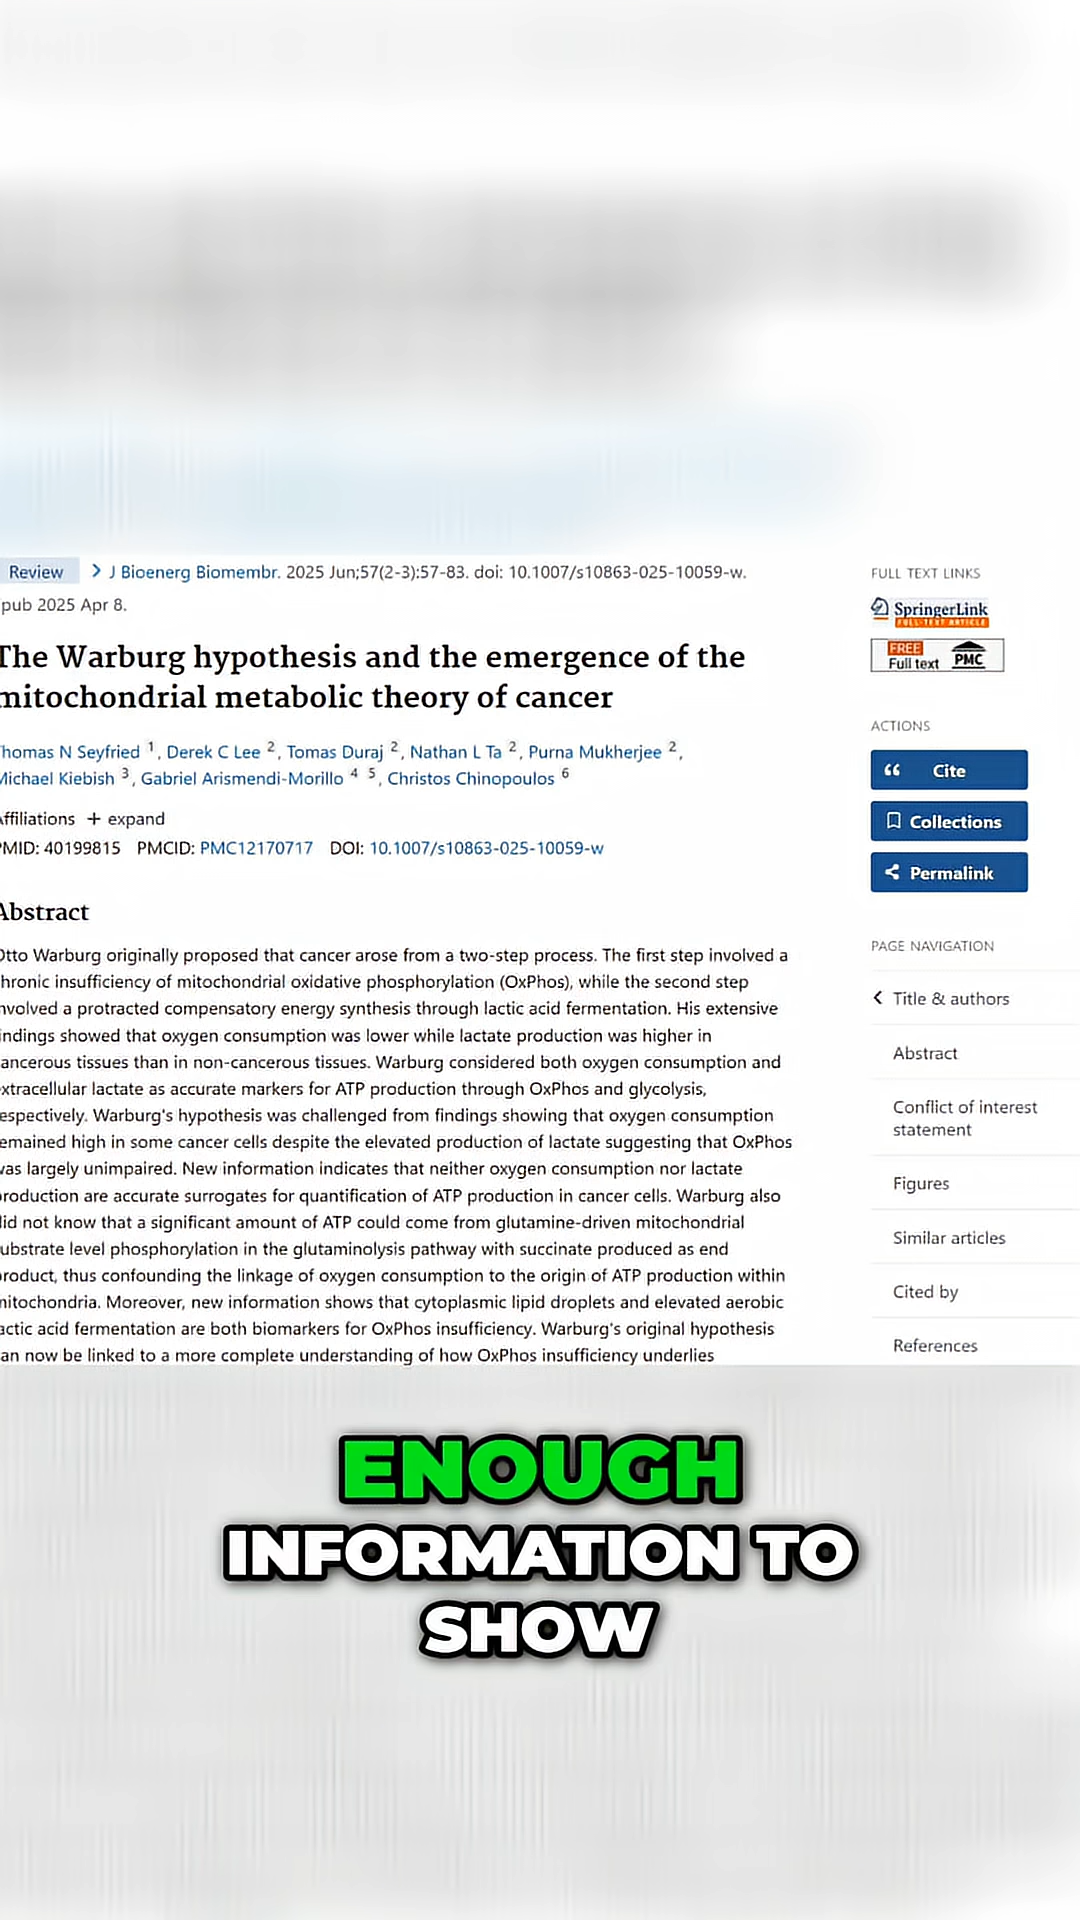 Review > J Bioenerg Biomembr. 2025 Jun;57(2-3):57-83. doi: 10.1007/s10863-025-10059-w.
pub 2025 Apr 8.
The Warburg hypothesis and the emergence of the
mitochondrial metabolic theory of cancer
homas N Seyfried 1, Derek C Lee 2, Tomas Duraj 2, Nathan L Ta 2, Purna Mukherjee 2,
Michael Kiebish 3, Gabriel Arismendi-Morillo 4 5, Christos Chinopoulos 6
ffiliations + expand
PMID: 40199815 PMCID: PMC12170717 DOI: 10.1007/s10863-025-10059-w
Abstract
Otto Warburg originally proposed that cancer arose from a two-step process. The first step involved a
hronic insufficiency of mitochondrial oxidative phosphorylation (OxPhos), while the second step
nvolved a protracted compensatory energy synthesis through lactic acid fermentation. His extensive
indings showed that oxygen consumption was lower while lactate production was higher in
ancerous tissues than in non-cancerous tissues. Warburg considered both oxygen consumption and
xtracellular lactate as accurate markers for ATP production through OxPhos and glycolysis,
espectively. Warburg's hypothesis was challenged from findings showing that oxygen consumption
emained high in some cancer cells despite the elevated production of lactate suggesting that OxPhos
was largely unimpaired. New information indicates that neither oxygen consumption nor lactate
production are accurate surrogates for quantification of ATP production in cancer cells. Warburg also
did not know that a significant amount of ATP could come from glutamine-driven mitochondrial
ubstrate level phosphorylation in the glutaminolysis pathway with succinate produced as end
product, thus confounding the linkage of oxygen consumption to the origin of ATP production within
mitochondria. Moreover, new information shows that cytoplasmic lipid droplets and elevated aerobic
actic acid fermentation are both biomarkers for OxPhos insufficiency. Warburg's original hypothesis
an now be linked to a more complete understanding of how OxPhos insufficiency underlies
FULL TEXT LINKS
SpringerLink
FULL-TEXT ARTICLE
FREE
Full text PMC
ACTIONS
Cite
Collections
Permalink
PAGE NAVIGATION
Title & authors
Abstract
Conflict of interest
statement
Figures
Similar articles
Cited by
References
ENOUGH
INFORMATION TO
SHOW